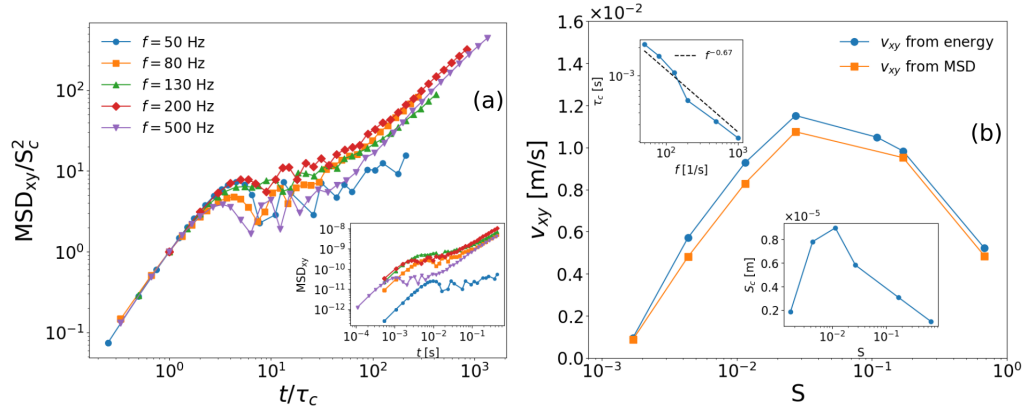 MSD_xy/S_c^2
10^2
10^1
10^0
10^-1
f = 50 Hz
f = 80 Hz
f = 130 Hz
f = 200 Hz
f = 500 Hz
(a)
MSD_xy
10^-8
10^-9
10^-10
10^-11
10^-12
10^-4 10^-3 10^-2 10^-1
t [s]
10^0 10^1 10^2 10^3
t/τ_c
×10^-2
v_xy [m/s]
1.6
1.4
1.2
1.0
0.8
0.6
0.4
0.2
0.0
τ_c [s]
10^-3
f^-0.67
10^2 10^3
f [1/s]
v_xy from energy
v_xy from MSD
(b)
×10^-5
S_c [m]
0.8
0.6
0.4
0.2
10^-2 10^-1
S
10^-3 10^-2 10^-1 10^0
S